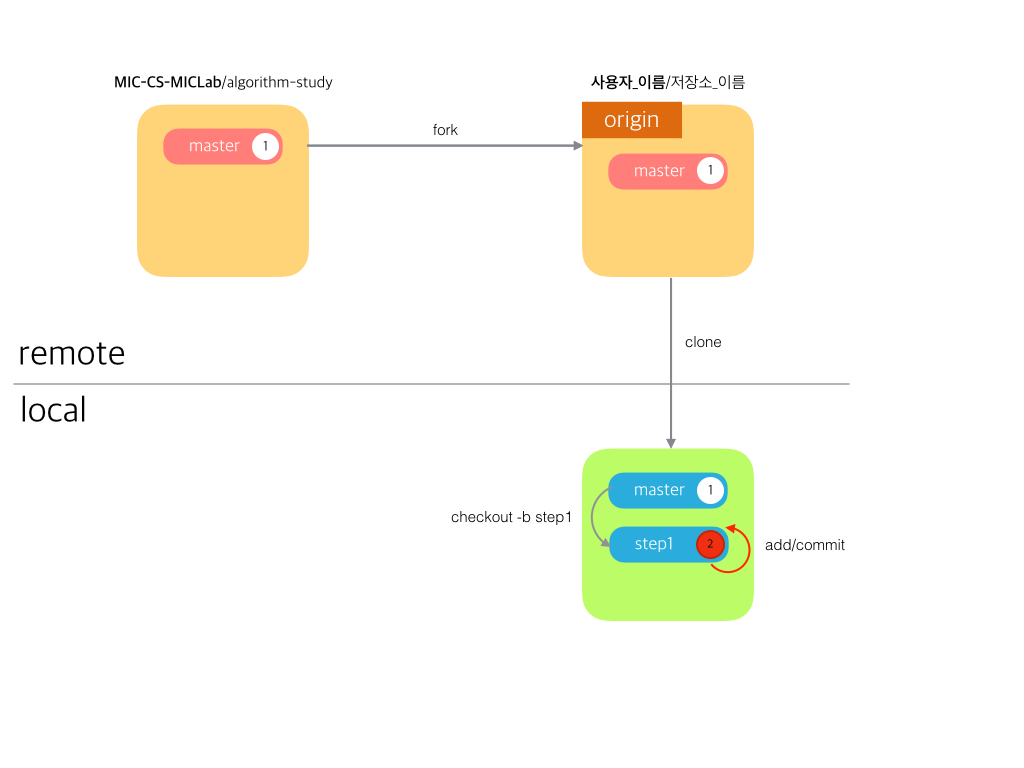 MIC-CS-MICLab/algorithm-study
사용자_이름/저장소_이름
origin
master 1
fork
master 1
clone
remote
local
master 1
checkout -b step1
step1 2
add/commit